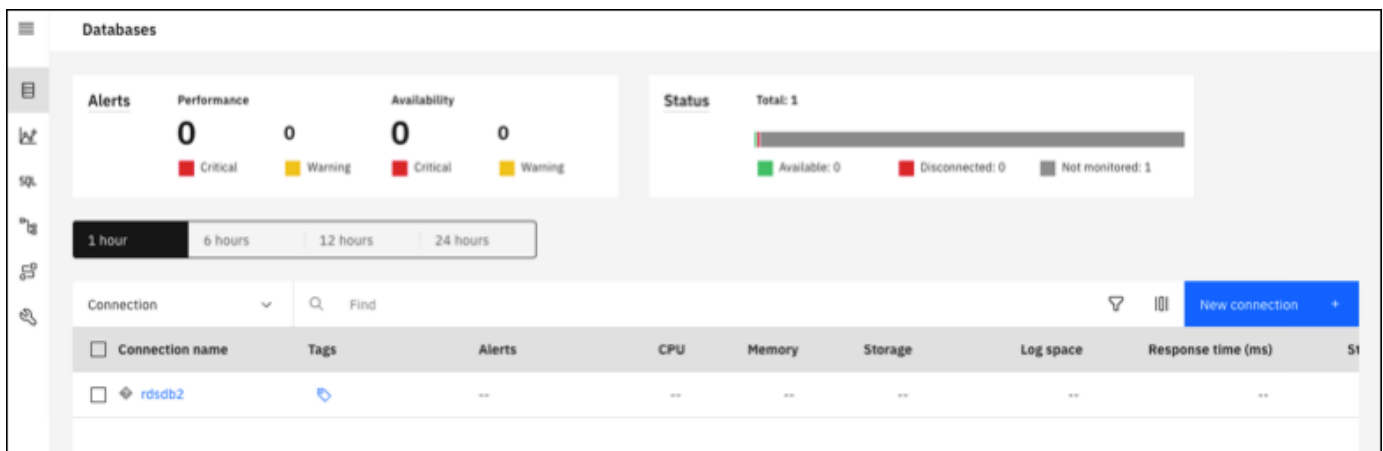 Databases
Alerts
Performance
Availability
0
0
0
0
Critical
Warning
Critical
Warning
Status
Total: 1
Available: 0
Disconnected: 0
Not monitored: 1
SQL
1 hour
6 hours
12 hours
24 hours
Connection
Find
New connection +
Connection name
Tags
Alerts
CPU
Memory
Storage
Log space
Response time (ms)
St
rdsdb2
--
--
--
--
--
--